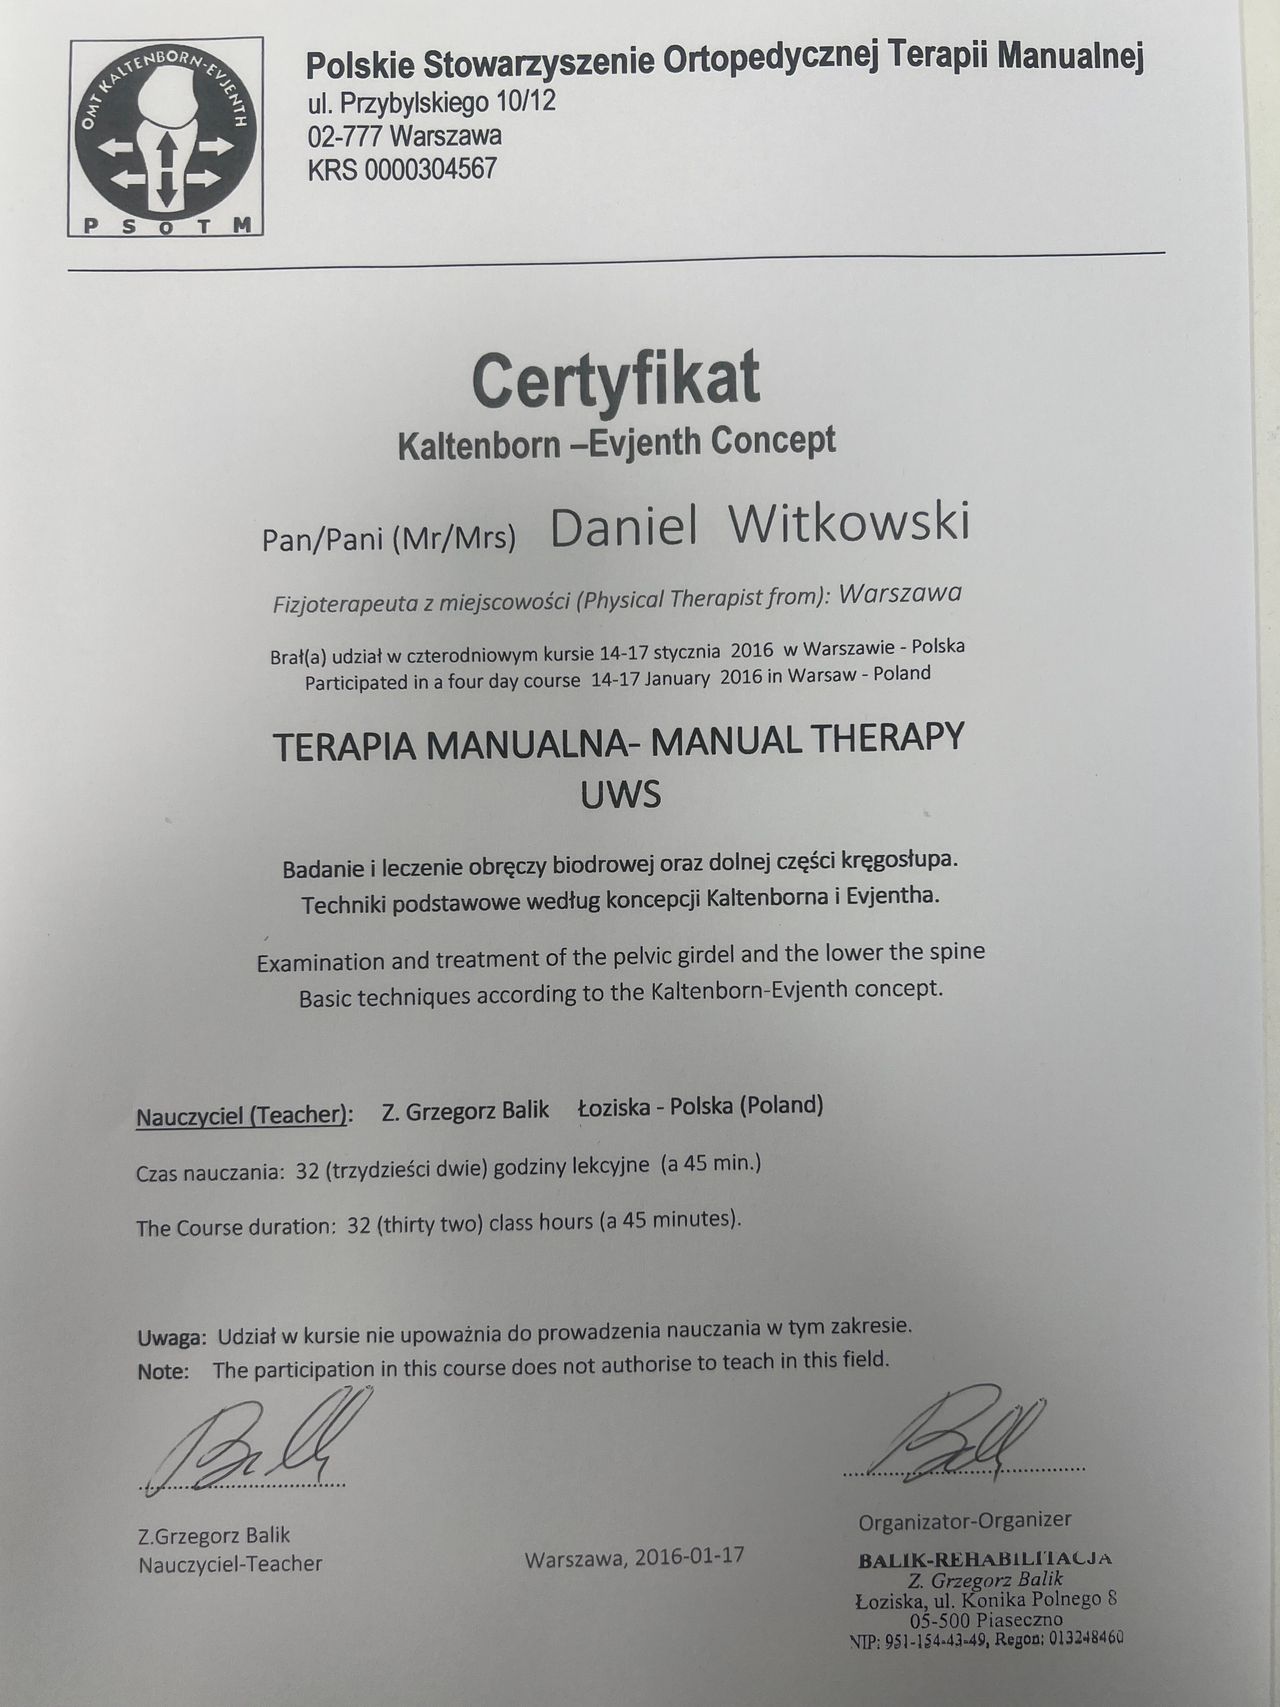 OMT KALTENBORN-EVJENTH
PSOTM
Polskie Stowarzyszenie Ortopedycznej Terapii Manualnej
ul. Przybylskiego 10/12
02-777 Warszawa
KRS 0000304567
Certyfikat
Kaltenborn –Evjenth Concept
Pan/Pani (Mr/Mrs) Daniel Witkowski
Fizjoterapeuta z miejscowości (Physical Therapist from): Warszawa
Brał(a) udział w czterodniowym kursie 14-17 stycznia 2016 w Warszawie - Polska
Participated in a four day course 14-17 January 2016 in Warsaw - Poland
TERAPIA MANUALNA- MANUAL THERAPY
UWS
Badanie i leczenie obręczy biodrowej oraz dolnej części kręgosłupa.
Techniki podstawowe według koncepcji Kaltenborna i Evjentha.
Examination and treatment of the pelvic girdel and the lower the spine
Basic techniques according to the Kaltenborn-Evjenth concept.
Nauczyciel (Teacher): Z. Grzegorz Balik Łoziska - Polska (Poland)
Czas nauczania: 32 (trzydzieści dwie) godziny lekcyjne (a 45 min.)
The Course duration: 32 (thirty two) class hours (a 45 minutes).
Uwaga: Udział w kursie nie upoważnia do prowadzenia nauczania w tym zakresie.
Note: The participation in this course does not authorise to teach in this field.
Z.Grzegorz Balik
Nauczyciel-Teacher
Warszawa, 2016-01-17
Organizator-Organizer
BALIK-REHABILITACJA
Z. Grzegorz Balik
Łoziska, ul. Konika Polnego 8
05-500 Piaseczno
NIP: 951-154-43-49, Regon: 013248460